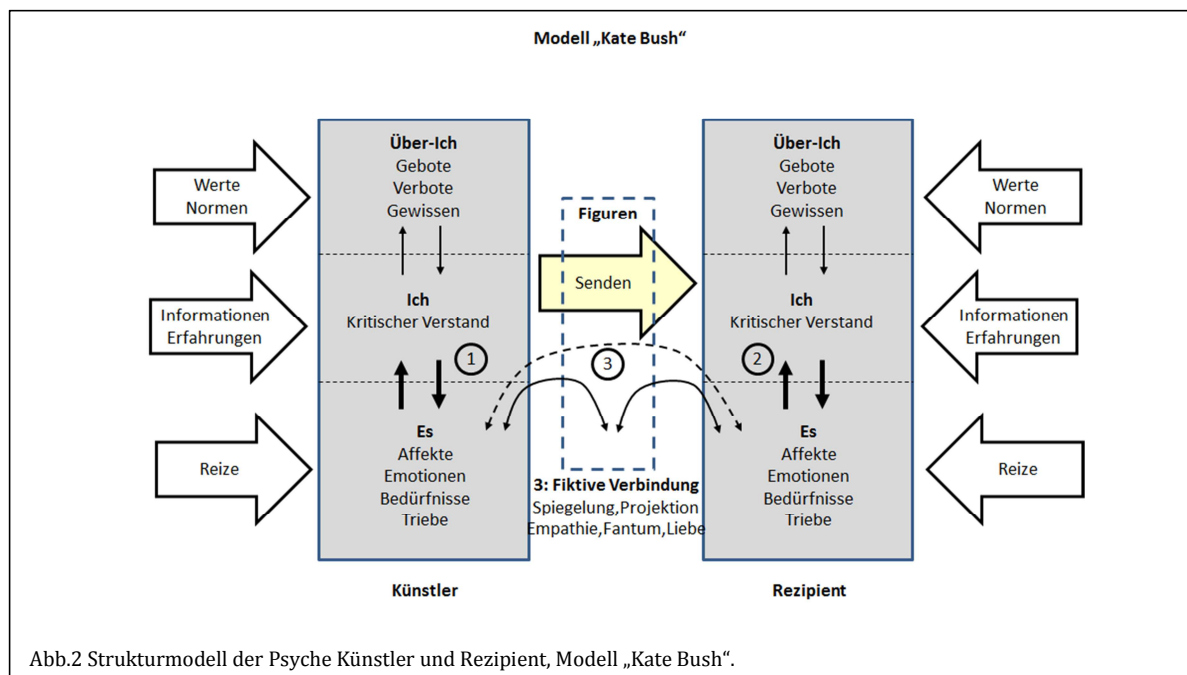 Modell „Kate Bush“
Werte
Normen
Informationen
Erfahrungen
Reize
Über-Ich
Gebote
Verbote
Gewissen
Ich
Kritischer Verstand
1
Es
Affekte
Emotionen
Bedürfnisse
Triebe
Künstler
Figuren
Senden
3
3: Fiktive Verbindung
Spiegelung,Projektion
Empathie,Fantum,Liebe
Über-Ich
Gebote
Verbote
Gewissen
Ich
Kritischer Verstand
2
Es
Affekte
Emotionen
Bedürfnisse
Triebe
Rezipient
Werte
Normen
Informationen
Erfahrungen
Reize
Abb.2 Strukturmodell der Psyche Künstler und Rezipient, Modell „Kate Bush“.